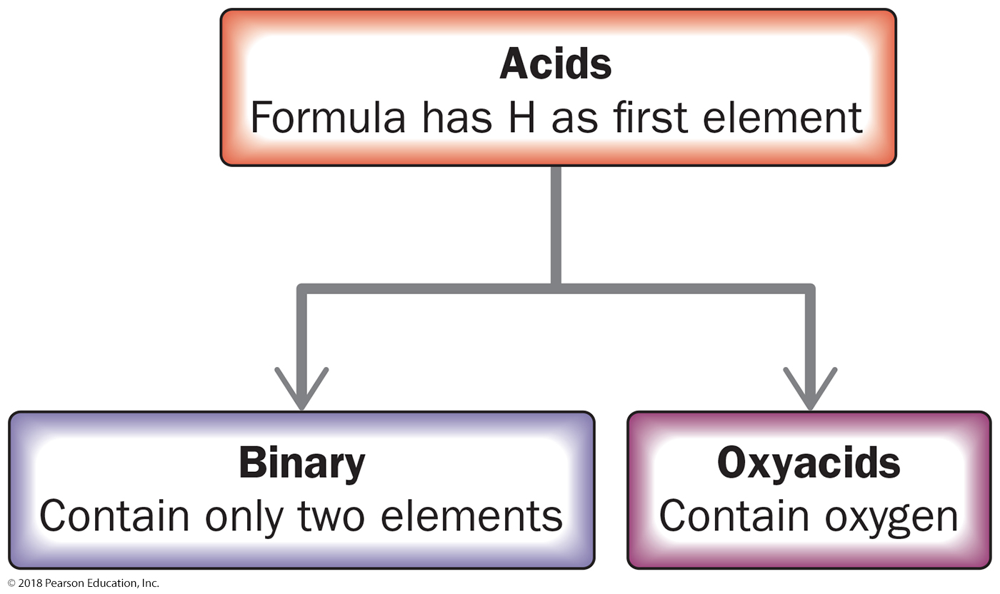 Acids
Formula has H as first element
Binary
Contain only two elements
Oxyacids
Contain oxygen
© 2018 Pearson Education, Inc.